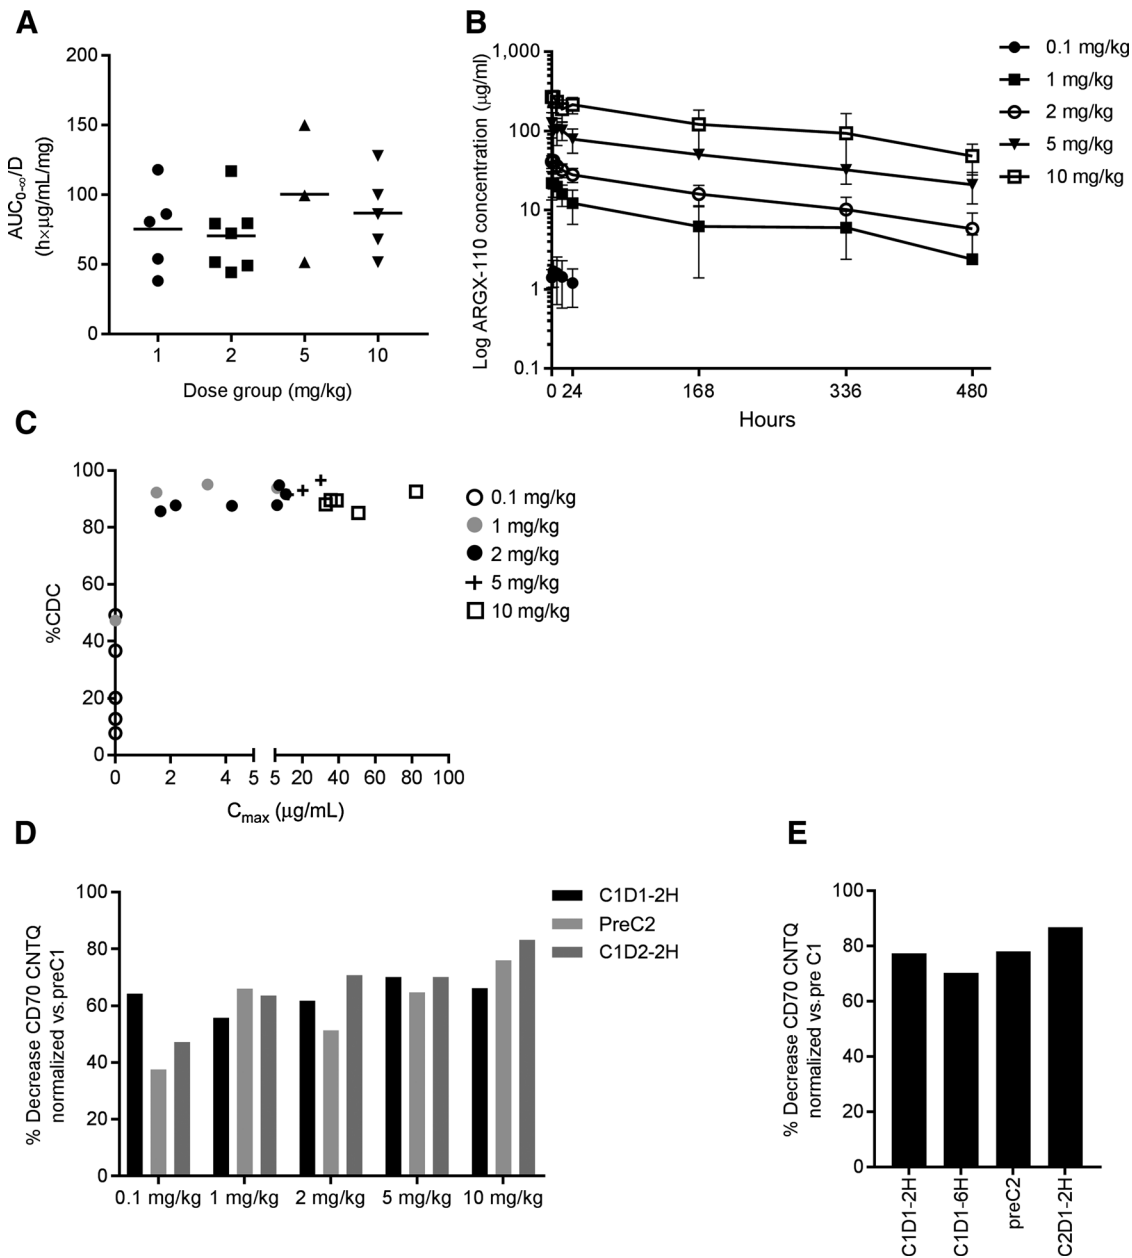 A
200
150
100
50
0
AUC0-∞/D
(h×µg/mL/mg)
1 2 5 10
Dose group (mg/kg)
B
1,000
100
10
1
0.1
Log ARGX-110 concentration (µg/ml)
0 24 168 336 480
Hours
0.1 mg/kg
1 mg/kg
2 mg/kg
5 mg/kg
10 mg/kg
C
100
80
60
40
20
0
%CDC
0 2 4 5 5 20 40 60 80 100
Cmax (µg/mL)
0.1 mg/kg
1 mg/kg
2 mg/kg
5 mg/kg
10 mg/kg
D
100
80
60
40
20
0
% Decrease CD70 CNTQ
normalized vs.preC1
0.1 mg/kg 1 mg/kg 2 mg/kg 5 mg/kg 10 mg/kg
C1D1-2H
PreC2
C1D2-2H
E
100
80
60
40
20
0
% Decrease CD70 CNTQ
normalized vs.pre C1
C1D1-2H
C1D1-6H
preC2
C2D1-2H